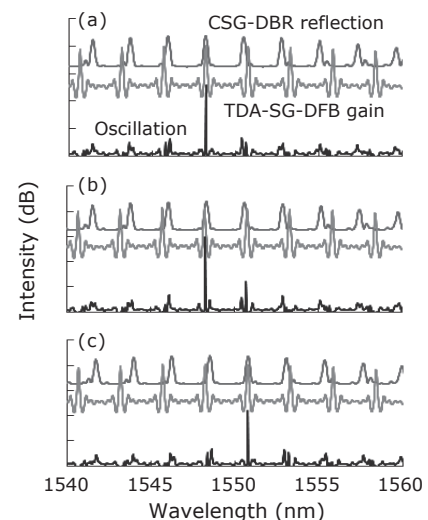 (a)
CSG-DBR reflection
TDA-SG-DFB gain
Oscillation
(b)
(c)
Intensity (dB)
1540 1545 1550 1555 1560
Wavelength (nm)